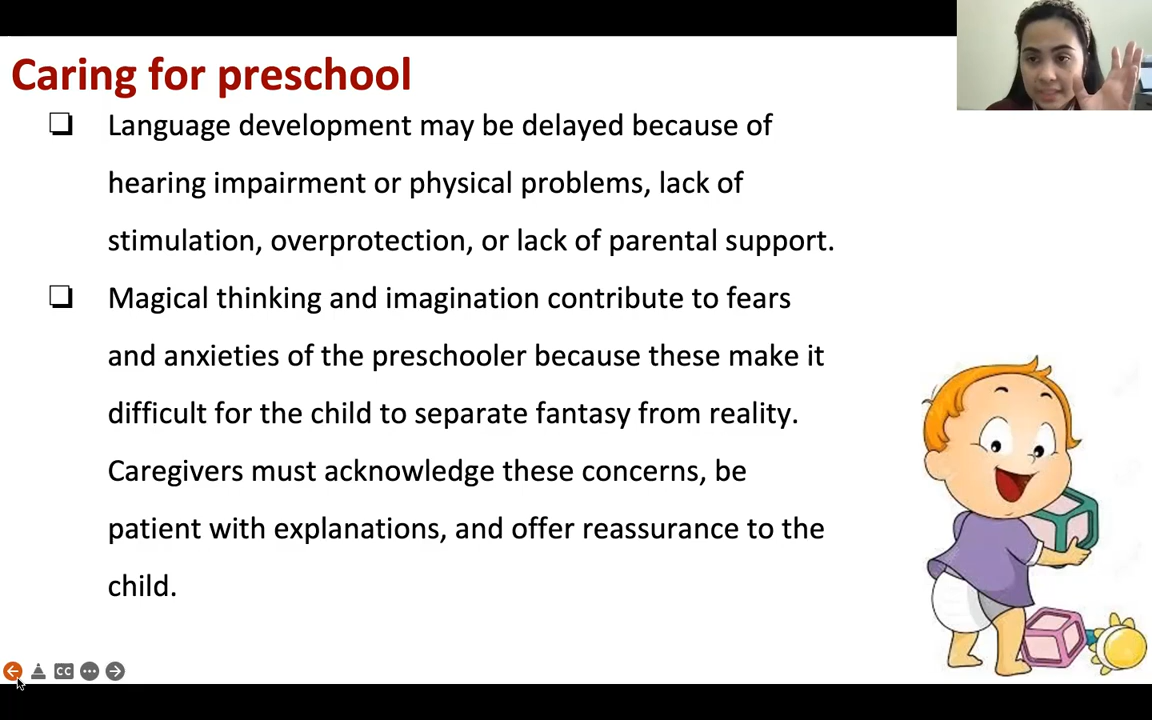 Caring for preschool
❑ Language development may be delayed because of
hearing impairment or physical problems, lack of
stimulation, overprotection, or lack of parental support.
❑ Magical thinking and imagination contribute to fears
and anxieties of the preschooler because these make it
difficult for the child to separate fantasy from reality.
Caregivers must acknowledge these concerns, be
patient with explanations, and offer reassurance to the
child.
CC